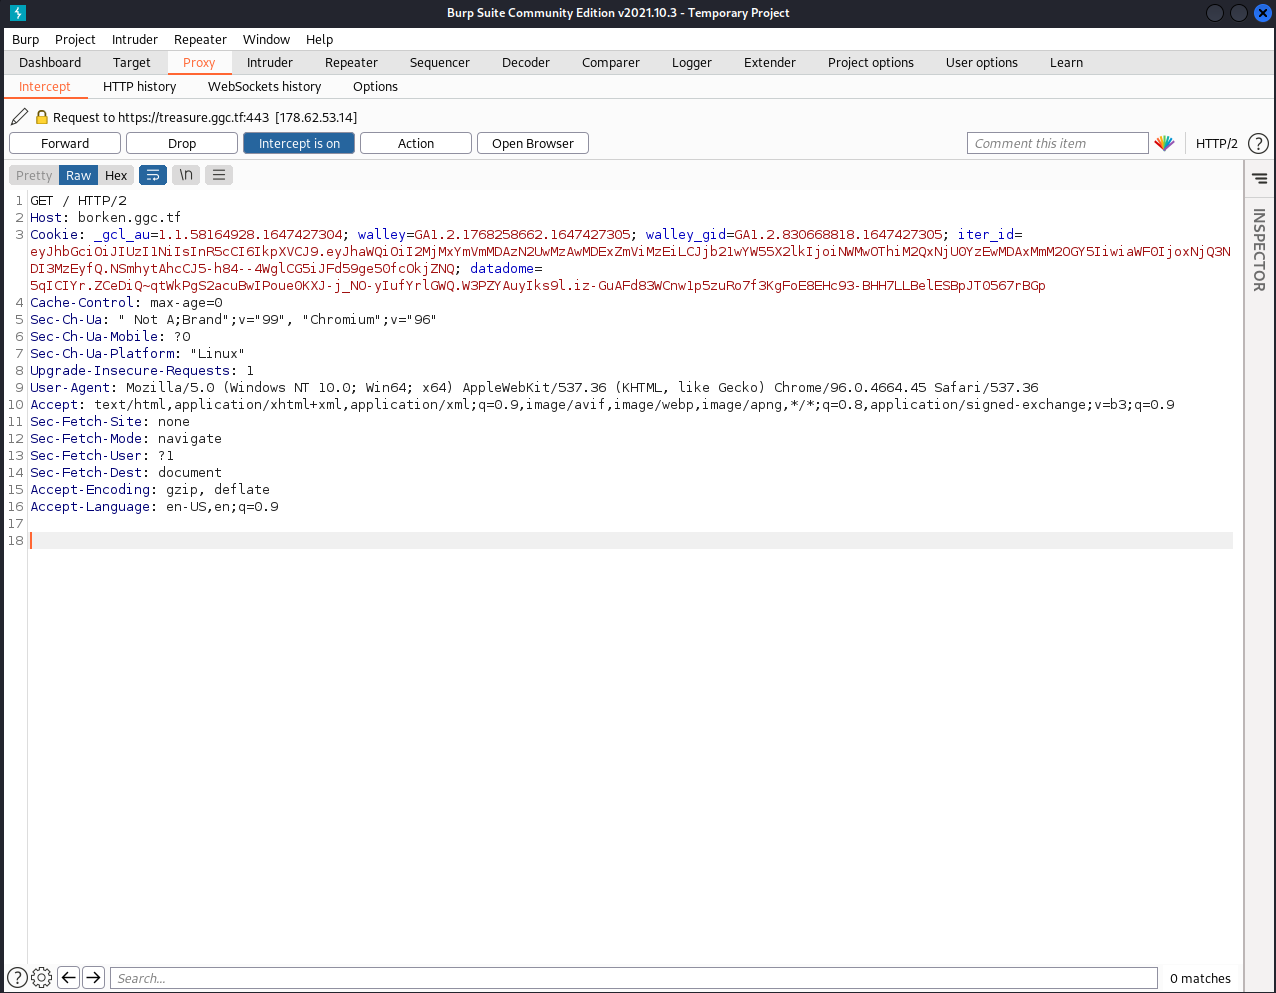 Burp Suite Community Edition v2021.10.3 - Temporary Project
Burp Project Intruder Repeater Window Help
Dashboard Target Proxy Intruder Repeater Sequencer Decoder Comparer Logger Extender Project options User options Learn
Intercept HTTP history WebSockets history Options
Request to https://treasure.ggc.tf:443 [178.62.53.14]
Forward Drop Intercept is on Action Open Browser Comment this item HTTP/2 ?
Pretty Raw Hex \n
INSPECTOR
1 GET / HTTP/2
2 Host: borken.ggc.tf
3 Cookie: _gcl_au=1.1.58164928.1647427304; walley=GA1.2.1768258662.1647427305; walley_gid=GA1.2.830668818.1647427305; iter_id=
eyJhbGciOiJIUzI1NiIsInR5cCI6IkpXVCJ9.eyJhaWQiOiI2MjMxYmVmMDAzN2UwMzAwMDExZmViMzEiLCJjb21wYW55X2lkIjoiNWMwOThiM2QxNjU0YzEwMDAxMmM2OGY5IiwiaWF0IjoxNjQ3N
DI3MzEyfQ.NSmhytAhcCJ5-h84--4WglCG5iJFd59ge50fcOkjZNQ; datadome=
5qICIYr.ZCeDiQ~qtWkPgS2acuBwIPoue0KXJ-j_NO-yIufYrlGWQ.W3PZYAuyIks9l.iz-GuAFd83WCnw1p5zuRo7f3KgFoE8EHc93-BHH7LLBelESBpJT0567rBGp
4 Cache-Control: max-age=0
5 Sec-Ch-Ua: " Not A;Brand";v="99", "Chromium";v="96"
6 Sec-Ch-Ua-Mobile: ?0
7 Sec-Ch-Ua-Platform: "Linux"
8 Upgrade-Insecure-Requests: 1
9 User-Agent: Mozilla/5.0 (Windows NT 10.0; Win64; x64) AppleWebKit/537.36 (KHTML, like Gecko) Chrome/96.0.4664.45 Safari/537.36
10 Accept: text/html,application/xhtml+xml,application/xml;q=0.9,image/avif,image/webp,image/apng,*/*;q=0.8,application/signed-exchange;v=b3;q=0.9
11 Sec-Fetch-Site: none
12 Sec-Fetch-Mode: navigate
13 Sec-Fetch-User: ?1
14 Sec-Fetch-Dest: document
15 Accept-Encoding: gzip, deflate
16 Accept-Language: en-US,en;q=0.9
17
18
? Search... 0 matches